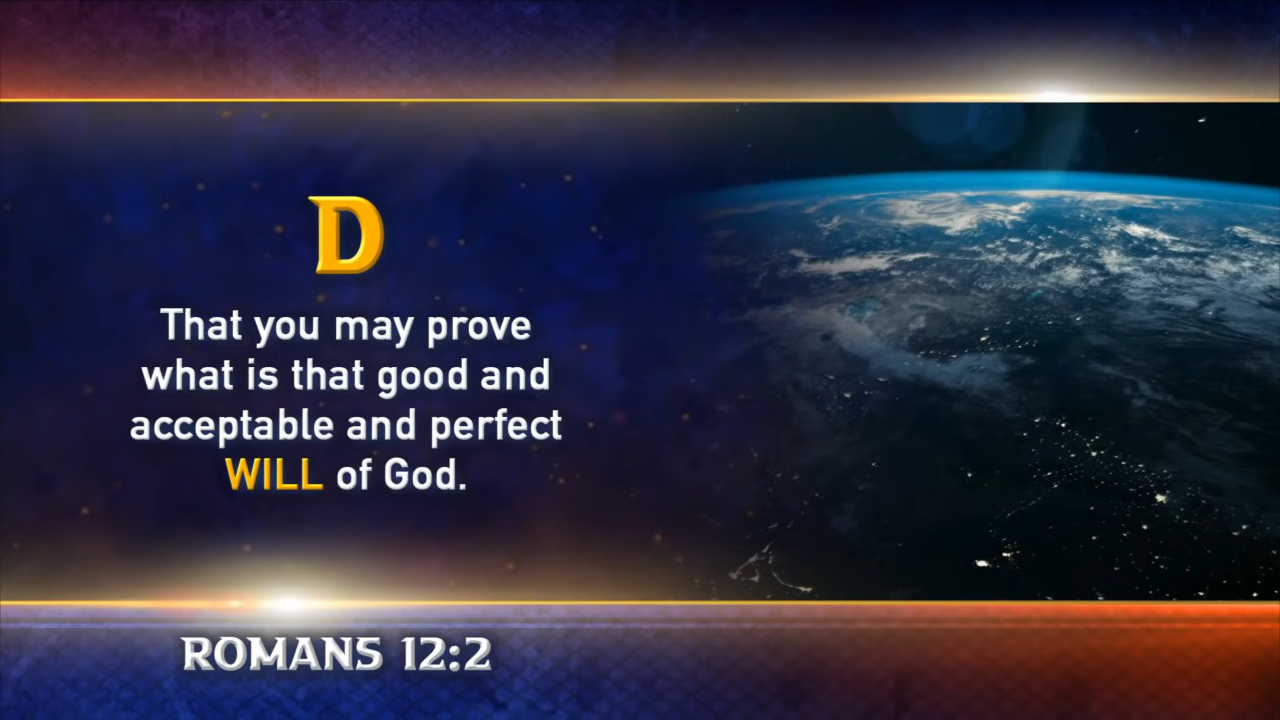 D
That you may prove
what is that good and
acceptable and perfect
WILL of God.
ROMANS 12:2